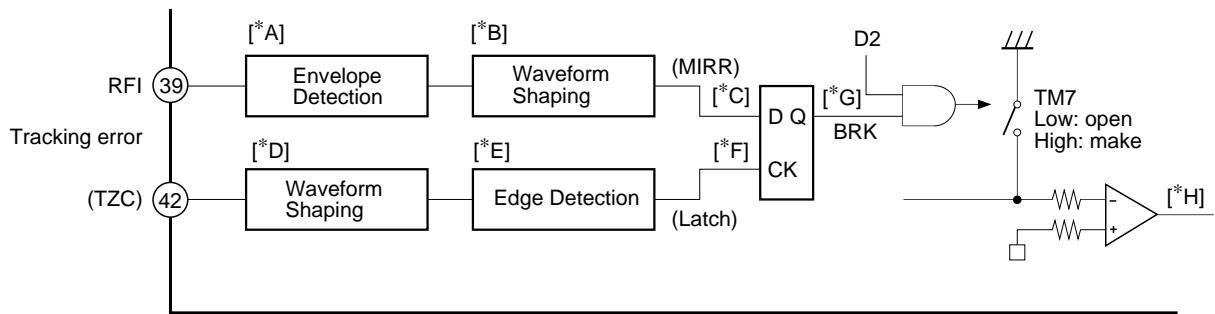 [*A]
[*B]
D2
RFI
39
Envelope
Detection
Waveform
Shaping
(MIRR)
[*C]
D Q
[*G]
BRK
TM7
Low: open
High: make
Tracking error
[*D]
[*E]
[*F]
CK
(TZC)
42
Waveform
Shaping
Edge Detection
(Latch)
−
+
[*H]